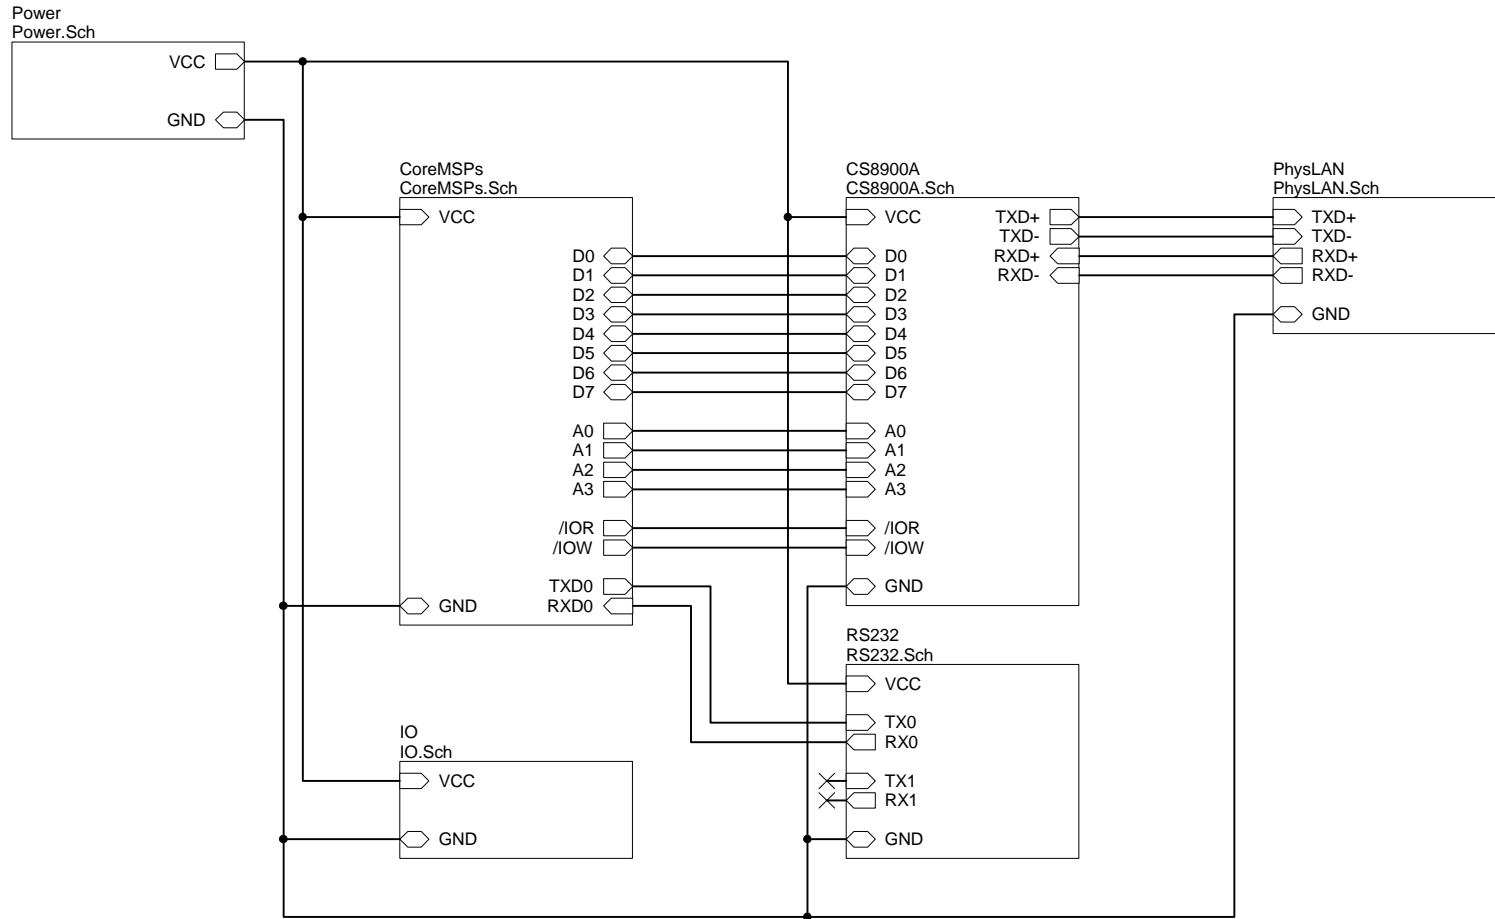 Power
Power.Sch
VCC
GND
CoreMSPs
CoreMSPs.Sch
VCC
D0
D1
D2
D3
D4
D5
D6
D7
A0
A1
A2
A3
/IOR
/IOW
TXD0
GND
RXD0
CS8900A
CS8900A.Sch
VCC
TXD+
TXD-
D0
RXD+
D1
RXD-
D2
D3
D4
D5
D6
D7
A0
A1
A2
A3
/IOR
/IOW
GND
PhysLAN
PhysLAN.Sch
TXD+
TXD-
RXD+
RXD-
GND
RS232
RS232.Sch
VCC
TX0
RX0
TX1
RX1
GND
IO
IO.Sch
VCC
GND